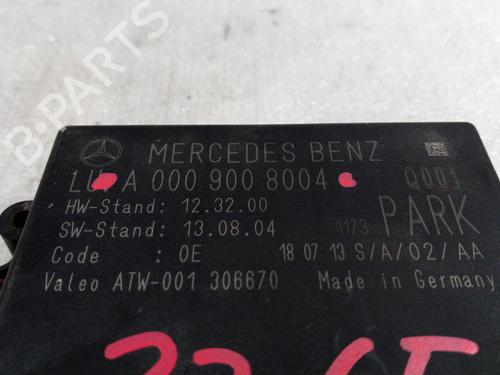 B-PARTS
MERCEDES BENZ
LU A 000 900 8004 Q001
HW-Stand: 12.32.00
SW-Stand: 13.08.04 1173 PARK
Code : 0E 18 07 13 S/A/02/AA
Valeo ATW-001 306670 Made in Germany